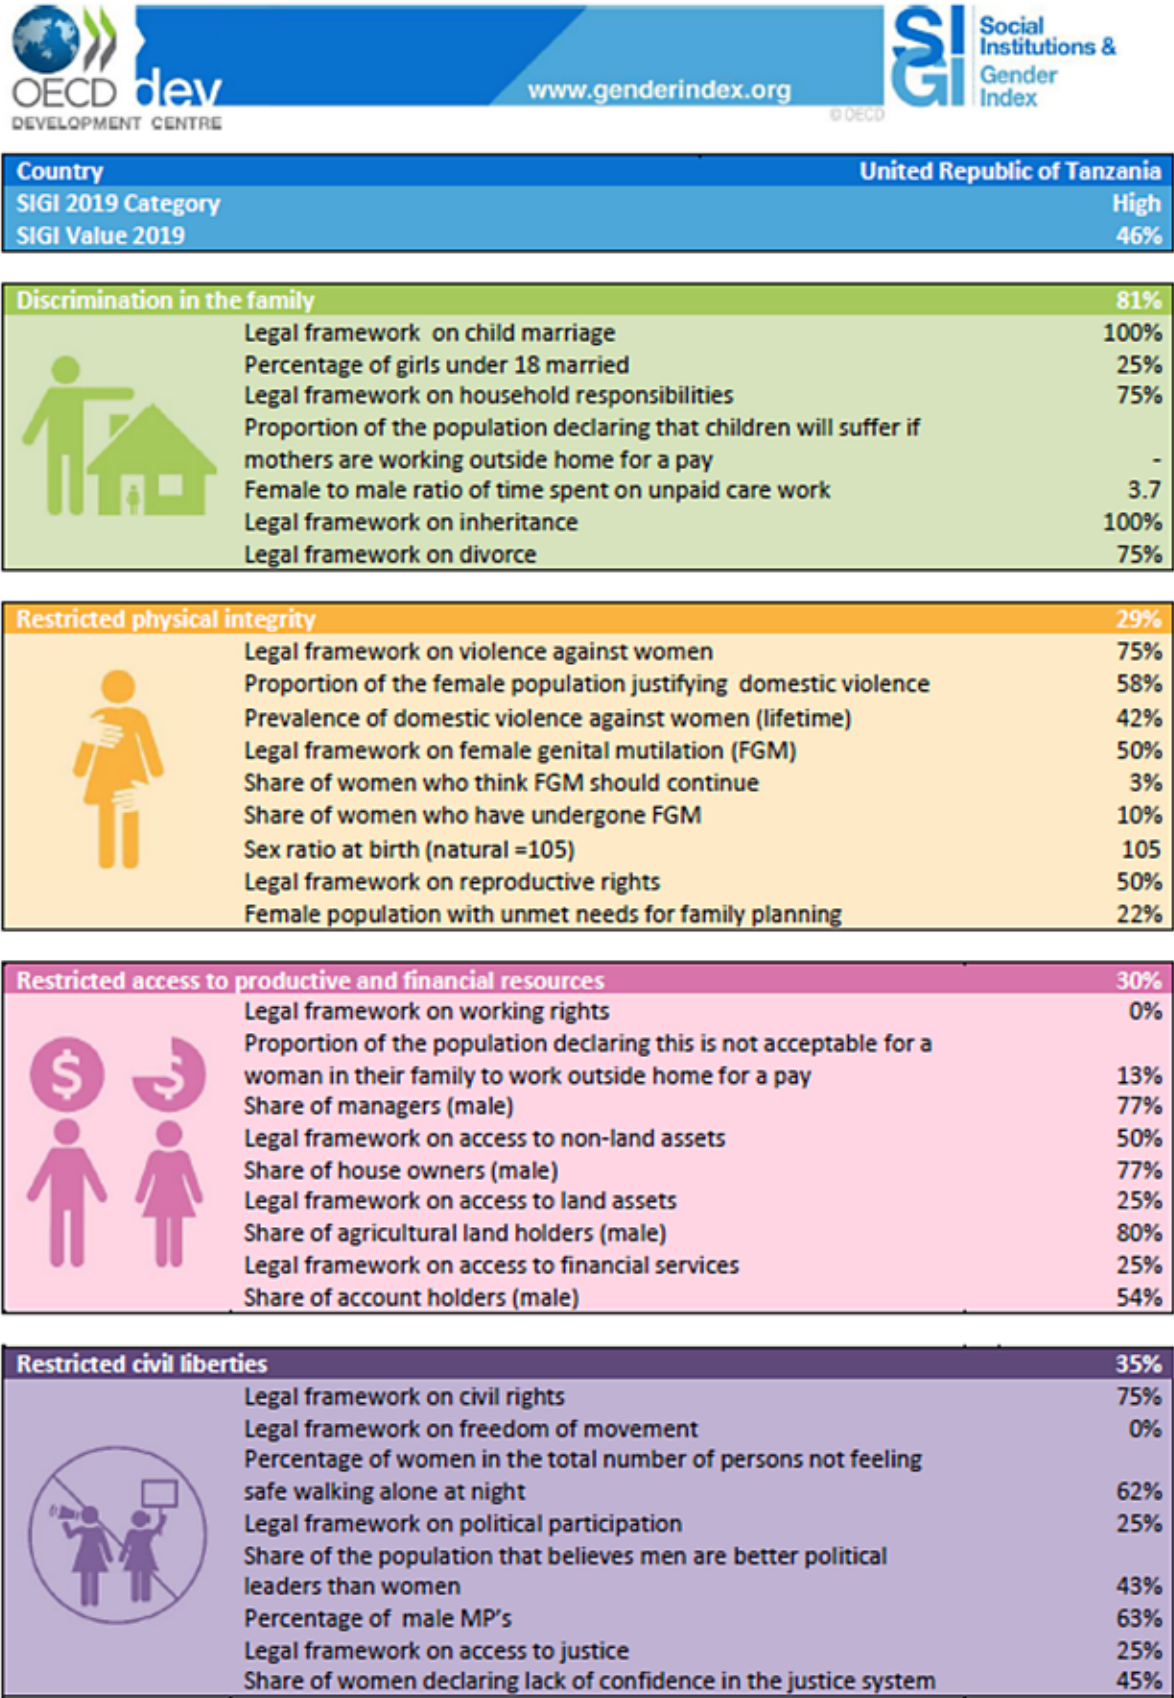 OECD dev
DEVELOPMENT CENTRE
www.genderindex.org
© OECD
SIGI
Social
Institutions &
Gender
Index
Country United Republic of Tanzania
SIGI 2019 Category High
SIGI Value 2019 46%
Discrimination in the family 81%
Legal framework on child marriage 100%
Percentage of girls under 18 married 25%
Legal framework on household responsibilities 75%
Proportion of the population declaring that children will suffer if
mothers are working outside home for a pay -
Female to male ratio of time spent on unpaid care work 3.7
Legal framework on inheritance 100%
Legal framework on divorce 75%
Restricted physical integrity 29%
Legal framework on violence against women 75%
Proportion of the female population justifying domestic violence 58%
Prevalence of domestic violence against women (lifetime) 42%
Legal framework on female genital mutilation (FGM) 50%
Share of women who think FGM should continue 3%
Share of women who have undergone FGM 10%
Sex ratio at birth (natural =105) 105
Legal framework on reproductive rights 50%
Female population with unmet needs for family planning 22%
Restricted access to productive and financial resources 30%
Legal framework on working rights 0%
Proportion of the population declaring this is not acceptable for a
woman in their family to work outside home for a pay 13%
Share of managers (male) 77%
Legal framework on access to non-land assets 50%
Share of house owners (male) 77%
Legal framework on access to land assets 25%
Share of agricultural land holders (male) 80%
Legal framework on access to financial services 25%
Share of account holders (male) 54%
$ $
Restricted civil liberties 35%
Legal framework on civil rights 75%
Legal framework on freedom of movement 0%
Percentage of women in the total number of persons not feeling
safe walking alone at night 62%
Legal framework on political participation 25%
Share of the population that believes men are better political
leaders than women 43%
Percentage of male MP's 63%
Legal framework on access to justice 25%
Share of women declaring lack of confidence in the justice system 45%